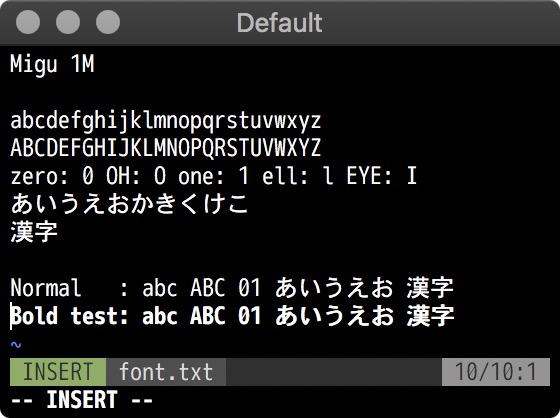 Default
Migu 1M
abcdefghijklmnopqrstuvwxyz
ABCDEFGHIJKLMNOPQRSTUVWXYZ
zero: 0 OH: O one: 1 ell: l EYE: I
あいうえおかきくけこ
漢字
Normal   : abc ABC 01 あいうえお 漢字
Bold test: abc ABC 01 あいうえお 漢字
~
INSERT font.txt 10/10:1
-- INSERT --